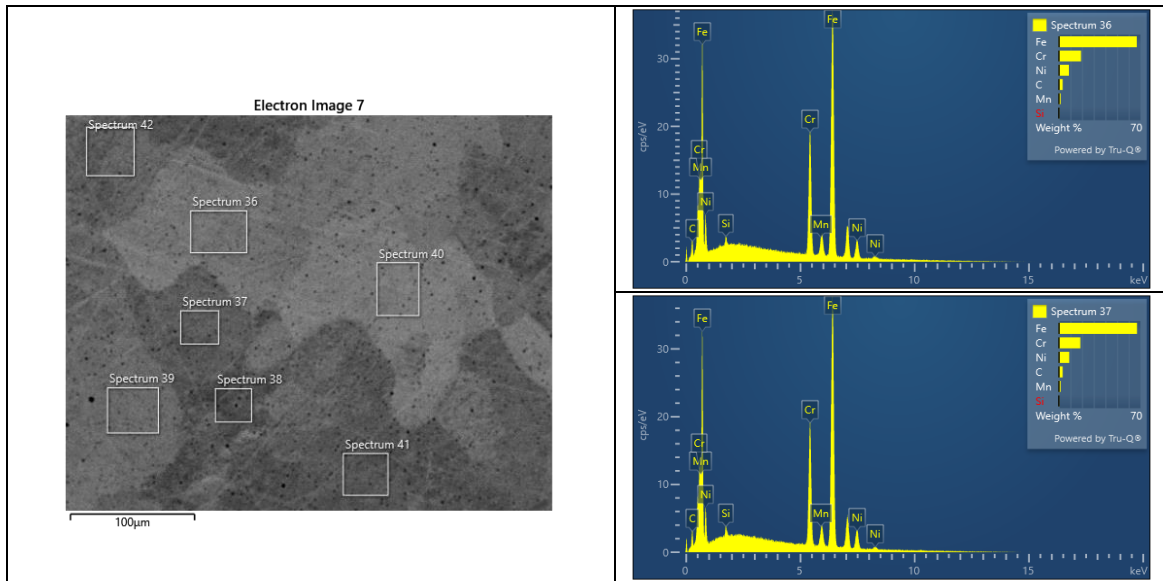 Electron Image 7
Spectrum 42
Spectrum 36
Spectrum 40
Spectrum 37
Spectrum 39
Spectrum 38
Spectrum 41
100µm
Spectrum 36
Fe
Cr
Ni
C
Mn
Si
Weight % 70
Powered by Tru-Q®
cps/eV
30
20
10
0
Fe
Cr
Mn
Ni
C
Si
Cr
Mn
Fe
Ni
Ni
0 5 10 15 keV
Spectrum 37
Fe
Cr
Ni
C
Mn
Si
Weight % 70
Powered by Tru-Q®
cps/eV
30
20
10
0
Fe
Cr
Mn
Ni
C
Si
Cr
Mn
Fe
Ni
Ni
0 5 10 15 keV